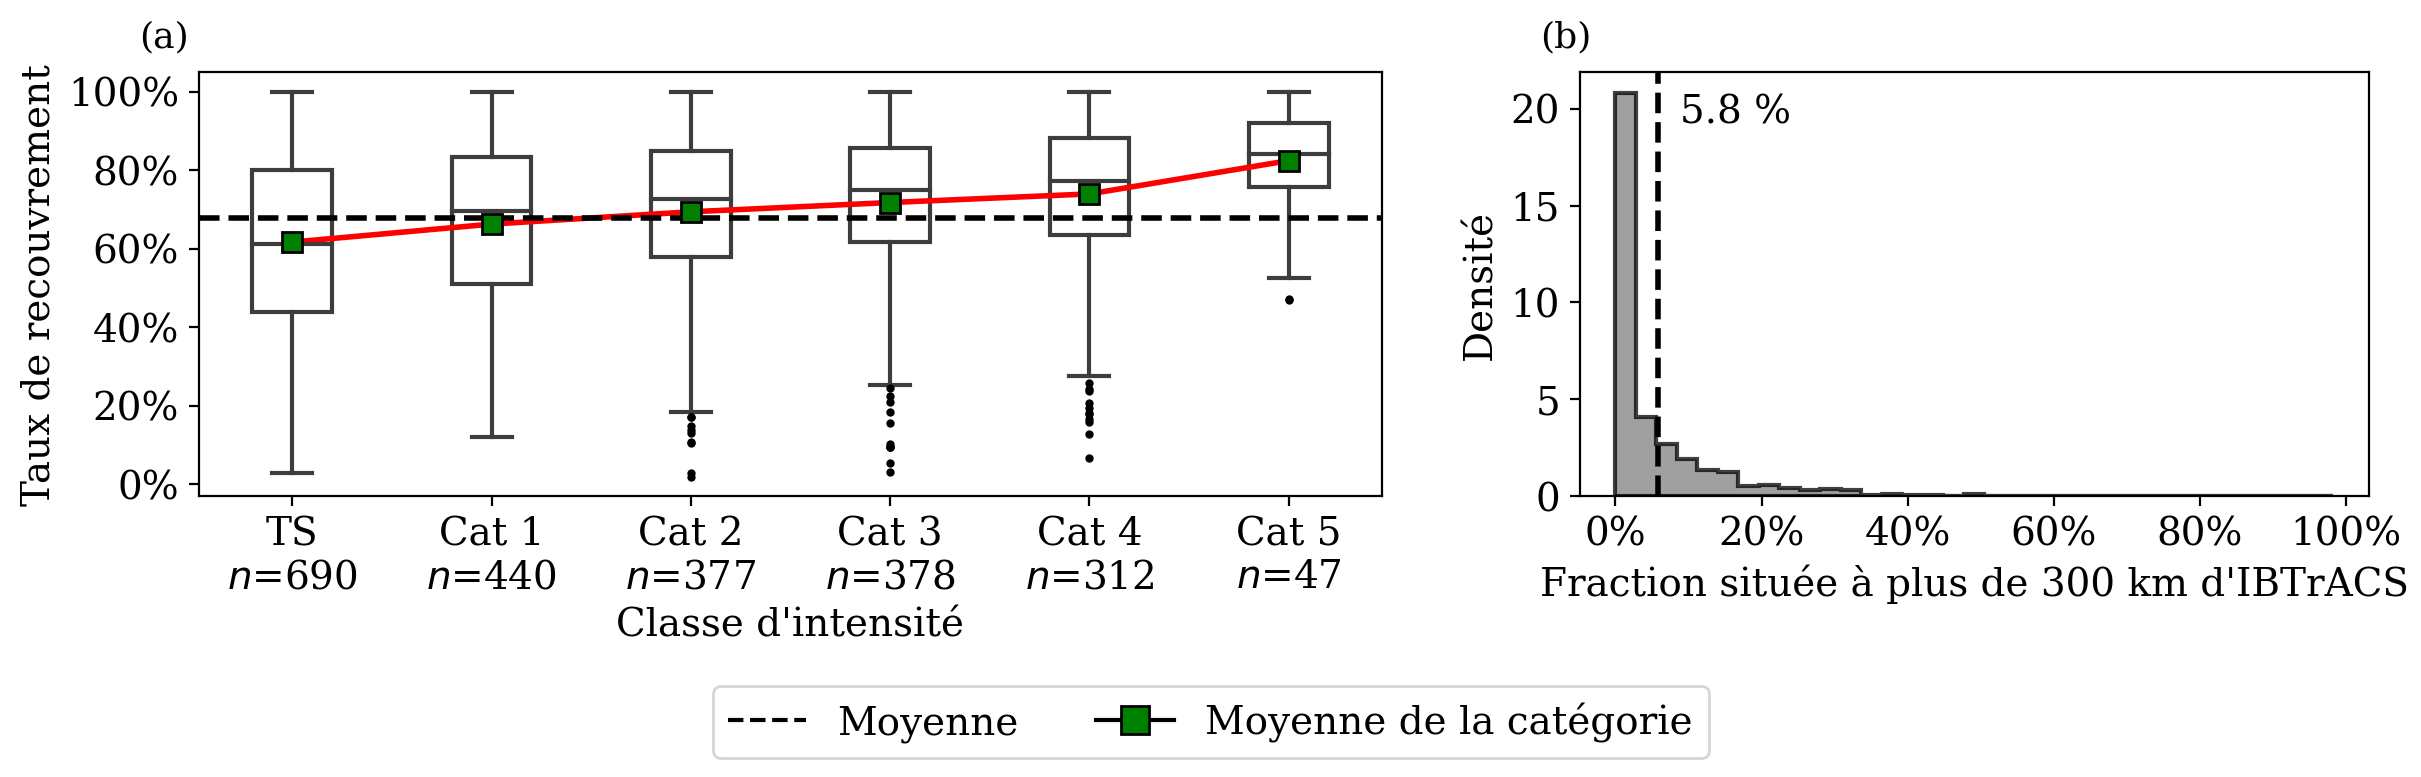 (a)
Taux de recouvrement
100%
80%
60%
40%
20%
0%
TS
n=690
Cat 1
n=440
Cat 2
n=377
Cat 3
n=378
Cat 4
n=312
Cat 5
n=47
Classe d'intensité
(b)
5.8 %
Densité
20
15
10
5
0
0%
20%
40%
60%
80%
100%
Fraction située à plus de 300 km d'IBTrACS
Moyenne
Moyenne de la catégorie